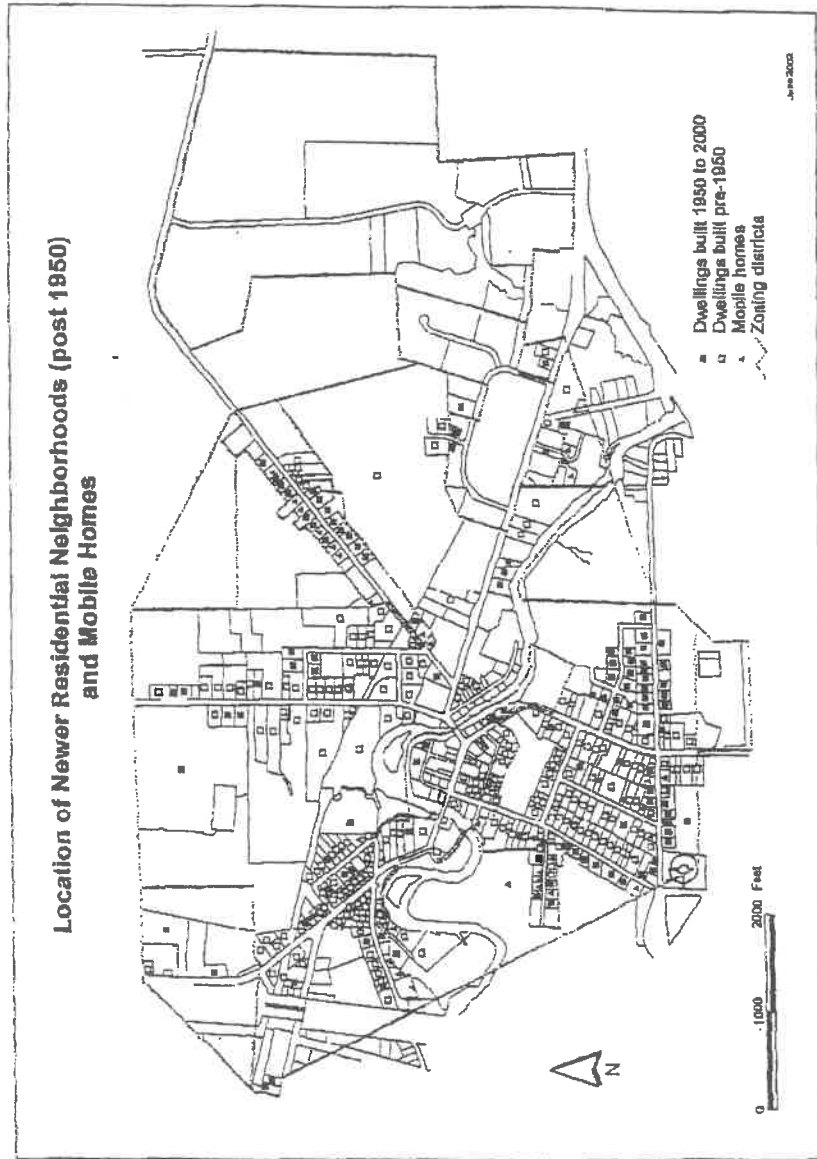 Location of Newer Residential Neighborhoods (post 1950)
and Mobile Homes
Dwellings built 1950 to 2000
Dwellings built pre-1950
Mobile homes
Zoning districts
June 2002
N
0 1000 2000 Feet